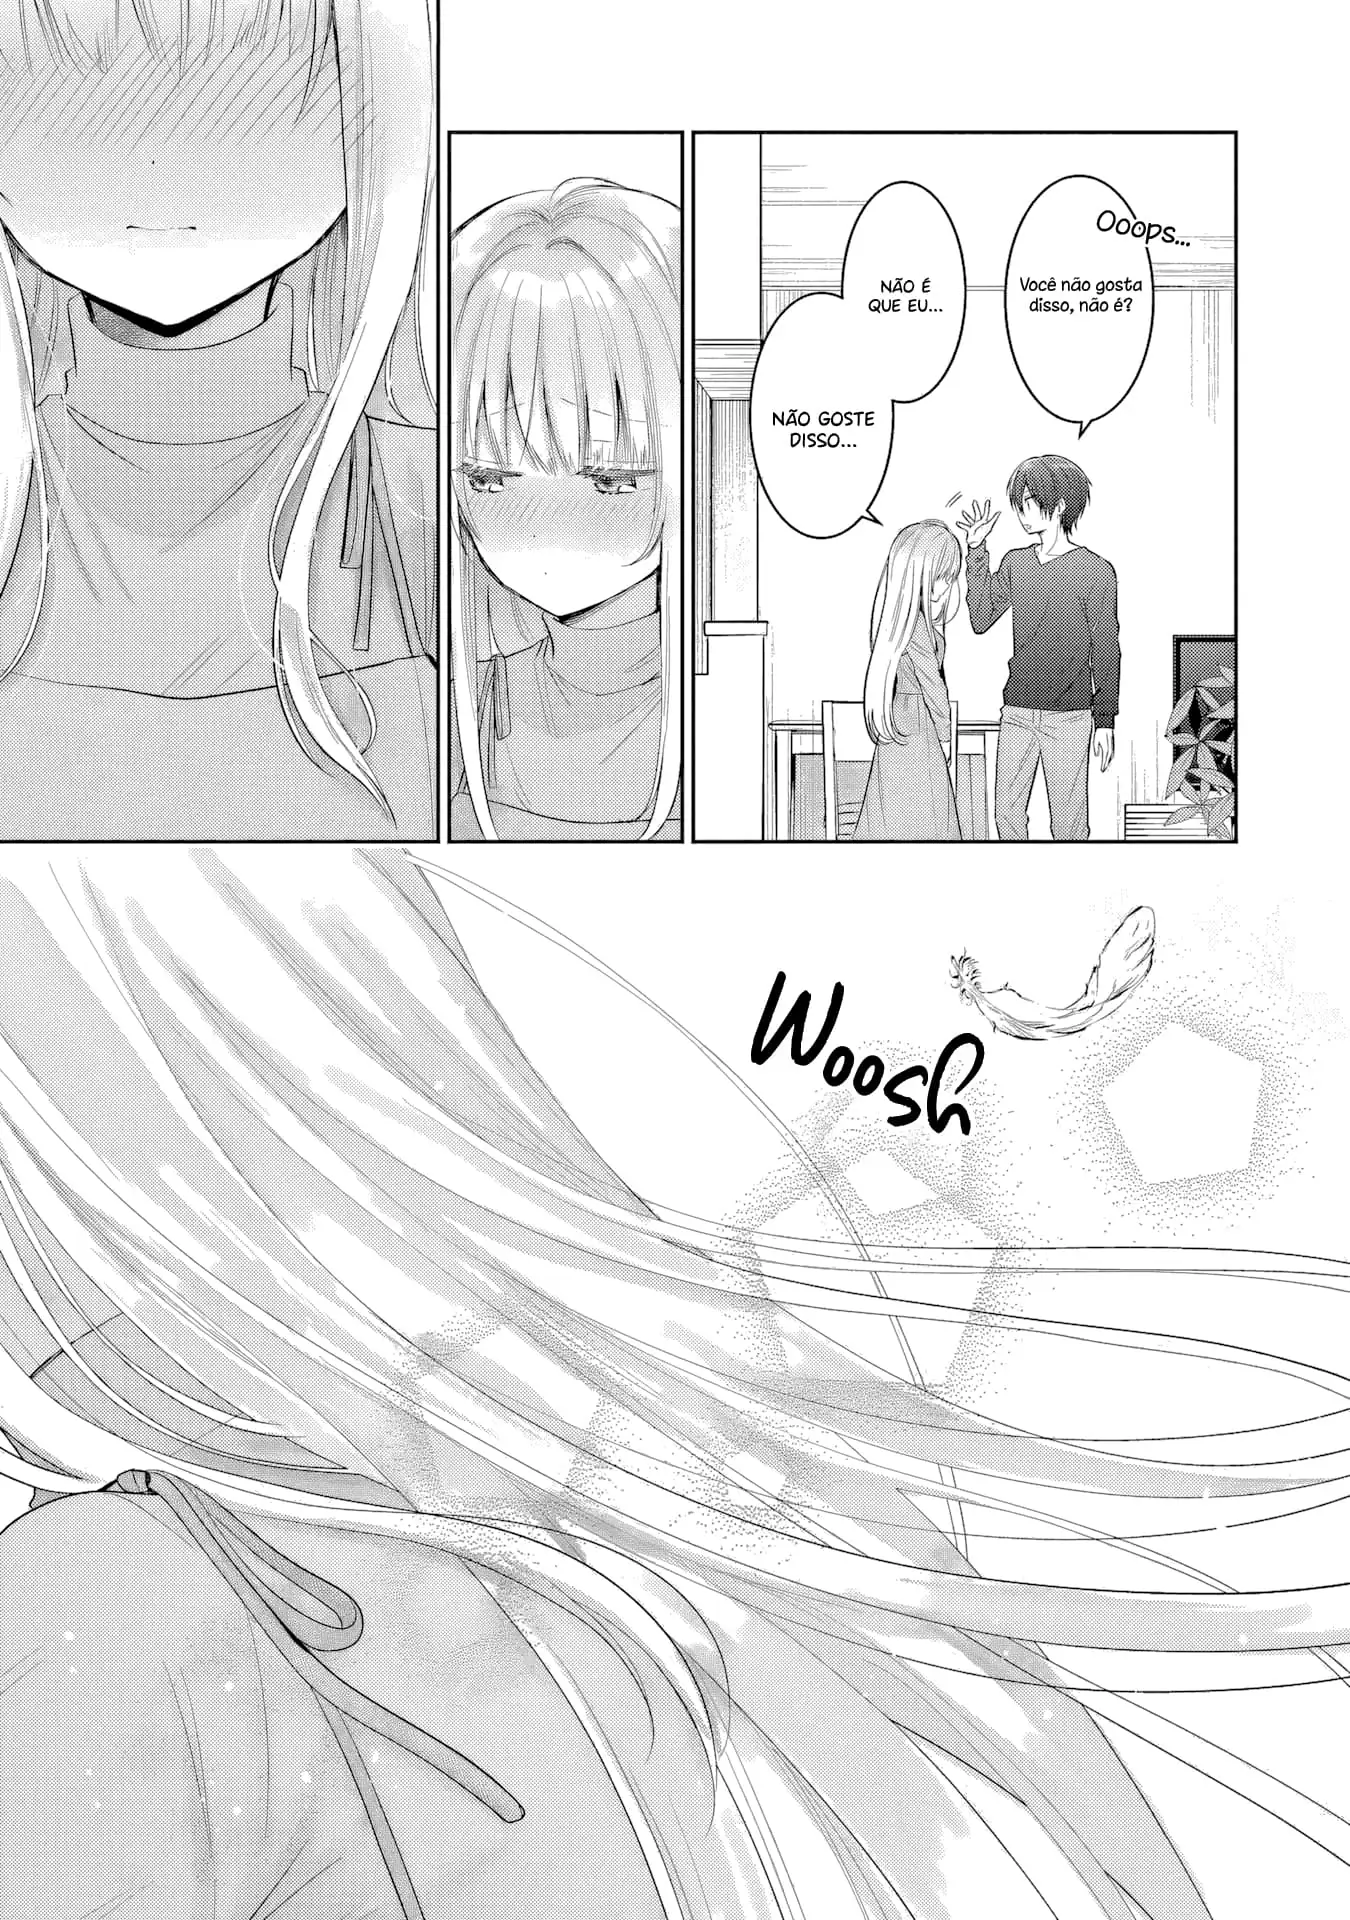 Ooops...
Você não gosta
disso, não é?
NÃO É
QUE EU...
NÃO GOSTE
DISSO...
Woosh